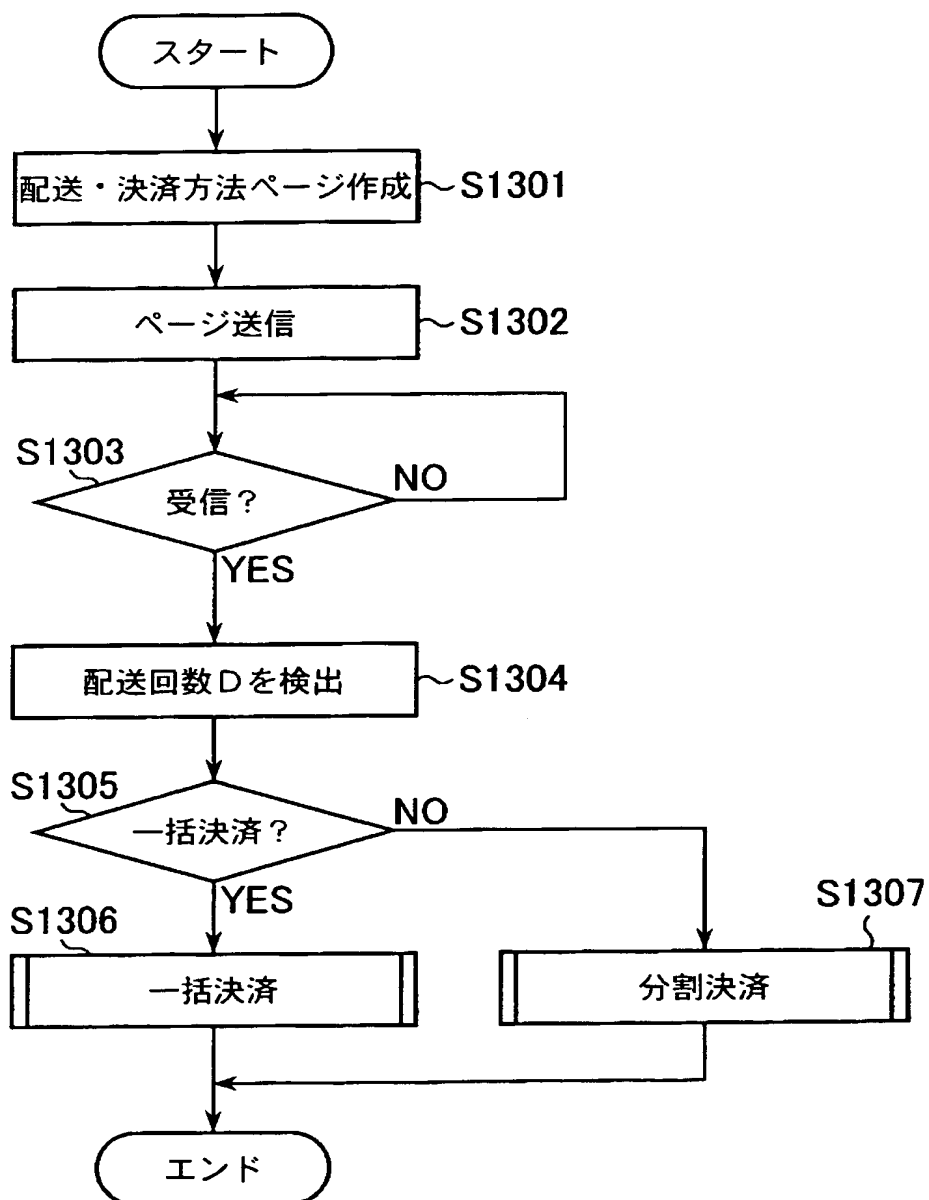 スタート
配送・決済方法ページ作成
S1301
ページ送信
S1302
S1303
受信?
NO
YES
配送回数Dを検出
S1304
S1305
一括決済?
NO
YES
S1306
一括決済
S1307
分割決済
エンド